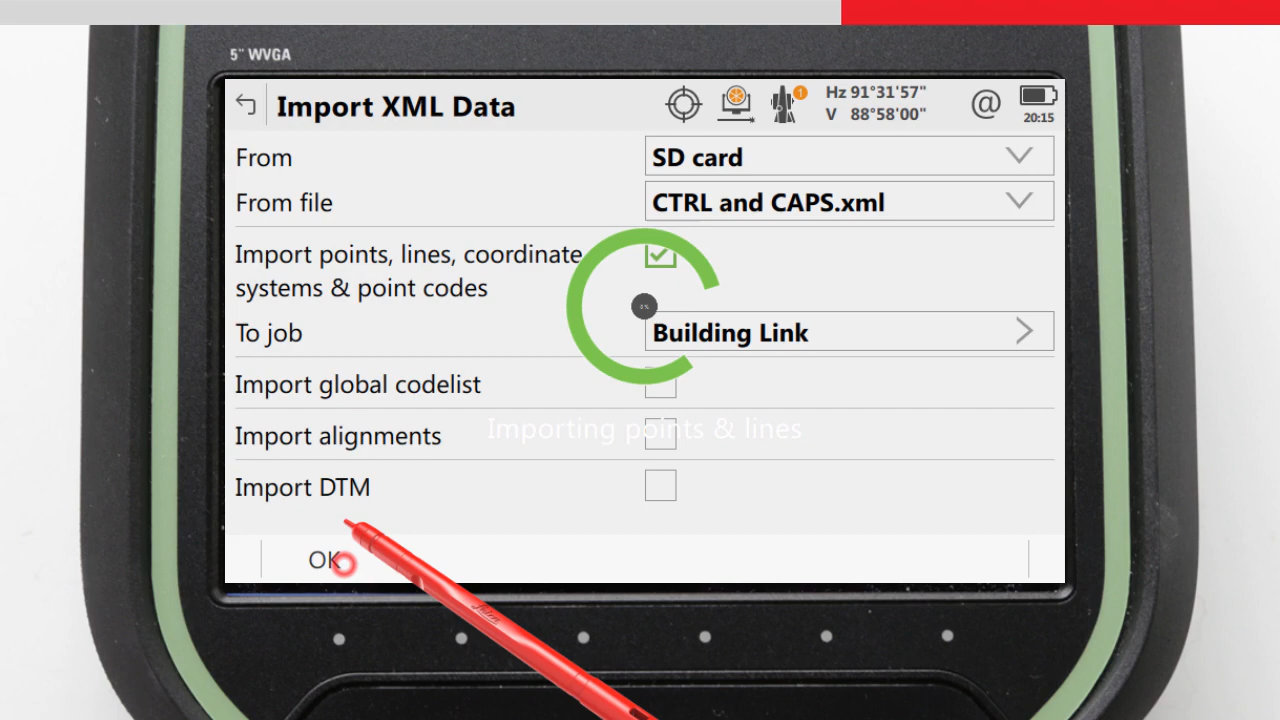 5" WVGA
Import XML Data
Hz 91°31'57"
V 88°58'00"
@
20:15
1
From
SD card
From file
CTRL and CAPS.xml
Import points, lines, coordinate
systems & point codes
0 %
To job
Building Link
Import global codelist
Importing points & lines
Import alignments
Import DTM
OK
Leica